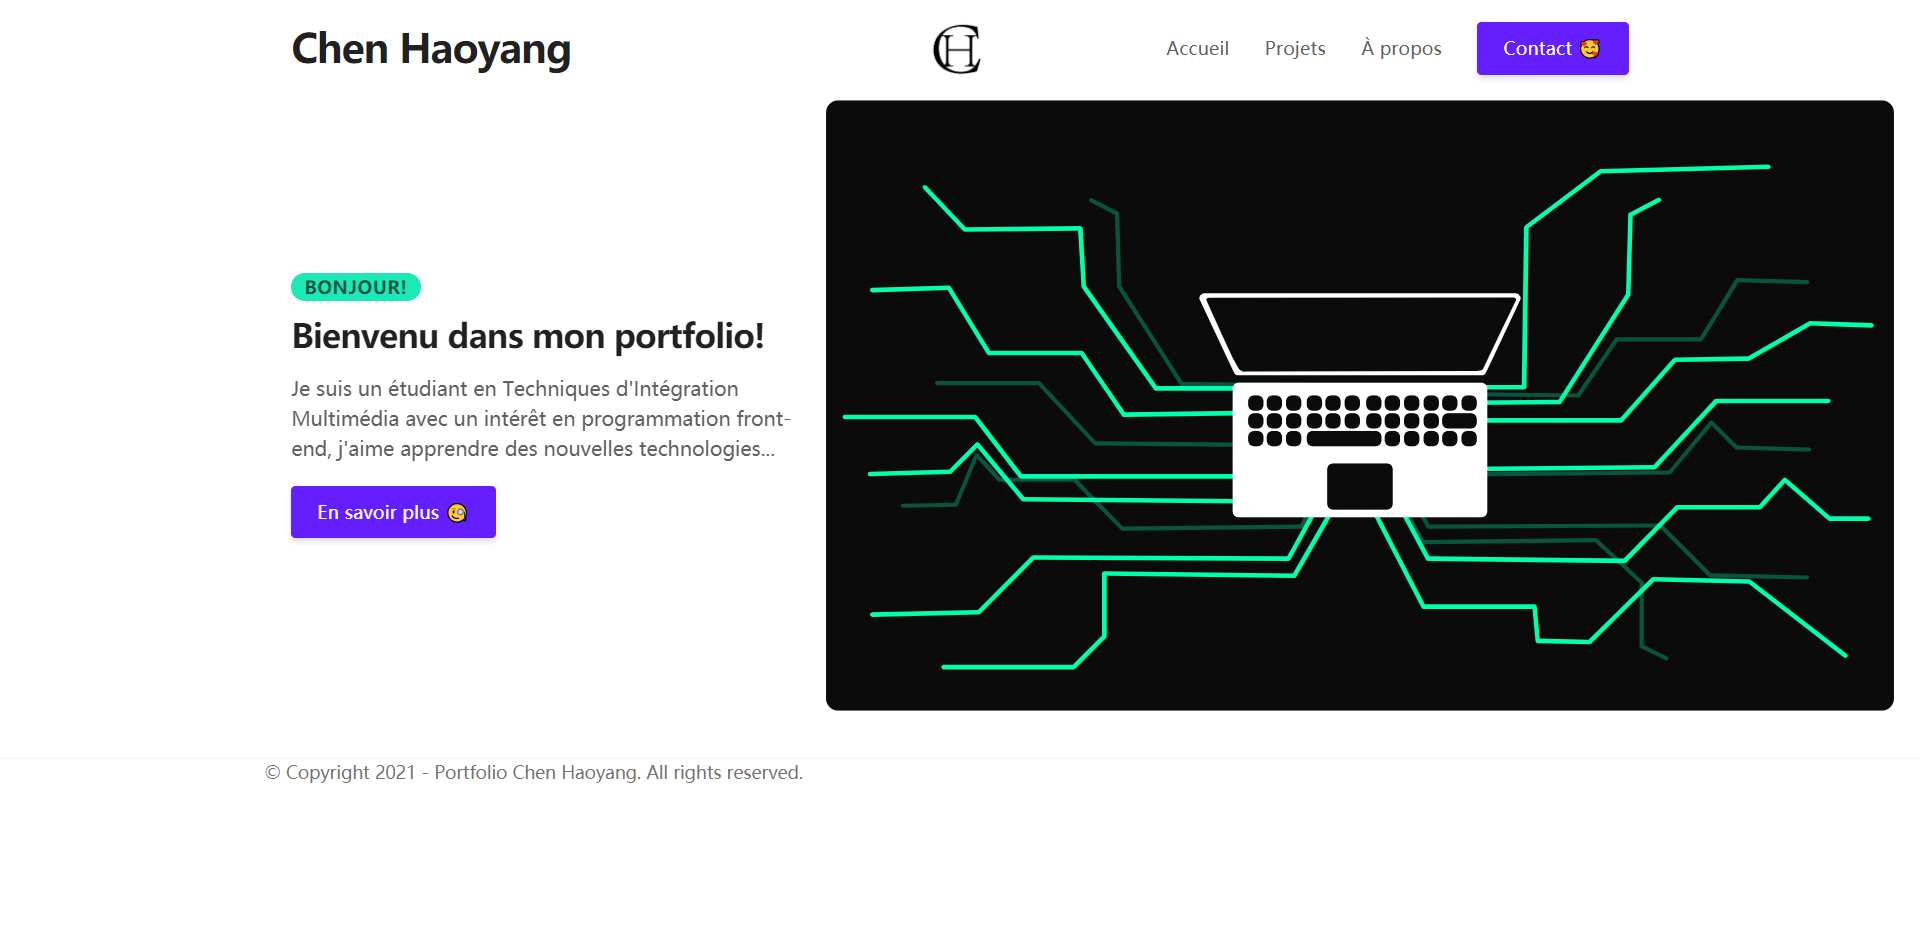 Chen Haoyang
CH
Accueil
Projets
À propos
Contact 🥰
BONJOUR!
Bienvenu dans mon portfolio!
Je suis un étudiant en Techniques d'Intégration
Multimédia avec un intérêt en programmation front-
end, j'aime apprendre des nouvelles technologies...
En savoir plus 🧐
© Copyright 2021 - Portfolio Chen Haoyang. All rights reserved.